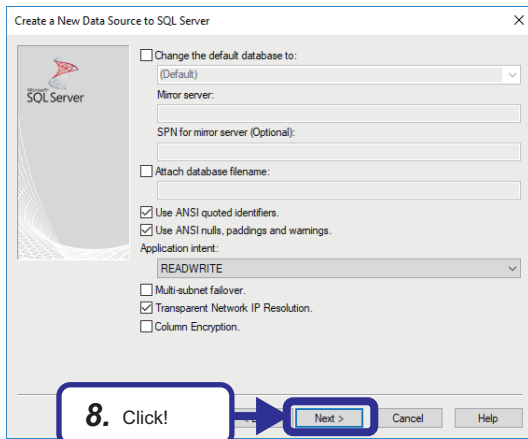 Create a New Data Source to SQL Server
Microsoft
SQL Server
Change the default database to:
(Default)
Mirror server:
SPN for mirror server (Optional):
Attach database filename:
Use ANSI quoted identifiers.
Use ANSI nulls, paddings and warnings.
Application intent:
READWRITE
Multi-subnet failover.
Transparent Network IP Resolution.
Column Encryption.
8. Click!
Next >
Cancel
Help